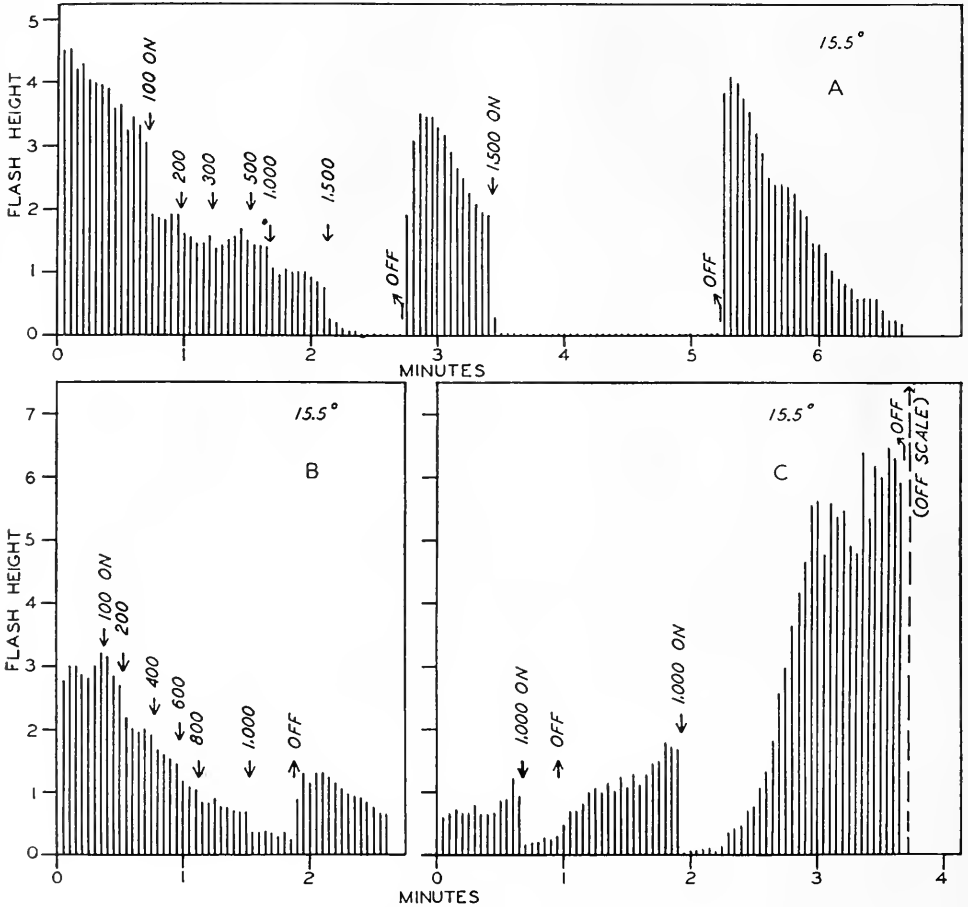 5
4
3
2
1
0
FLASH HEIGHT
100 ON
200
300
1.500
1.000
1.500
OFF
1.500 ON
OFF
15.5°
A
0 1 2 3 4 5 6
MINUTES
7
6
5
4
3
2
1
0
FLASH HEIGHT
100 ON
200
400
600
800
1.000
OFF
15.5°
B
0 1 2
1.000 ON
OFF
1.000 ON
OFF
(OFF SCALE)
15.5°
C
0 1 2 3 4
MINUTES